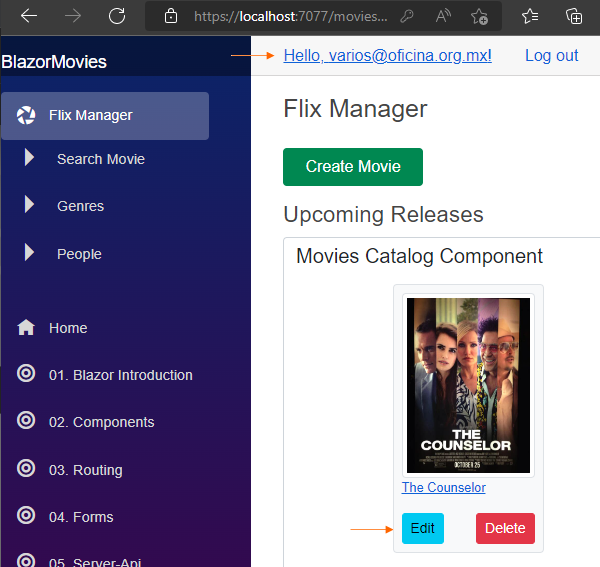 https://localhost:7077/movies...
BlazorMovies
Hello, varios@oficina.org.mx!
Log out
Flix Manager
Search Movie
Genres
People
Home
01. Blazor Introduction
02. Components
03. Routing
04. Forms
05. Server-Api
Flix Manager
Create Movie
Upcoming Releases
Movies Catalog Component
THE
COUNSELOR
OCTOBER 25
The Counselor
Edit
Delete